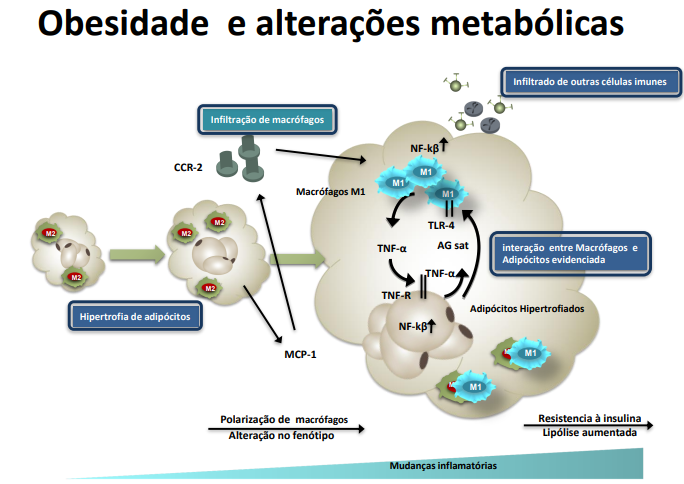 Obesidade e alterações metabólicas
Infiltrado de outras células imunes
Infiltração de macrófagos
NF-kβ
CCR-2
M1
M1
M1
Macrófagos M1
M2
M2
M2
TLR-4
TNF-α
AG sat
interação entre Macrófagos e
Adipócitos evidenciada
M2
M2
TNF-α
TNF-R
Hipertrofia de adipócitos
Adipócitos Hipertrofiados
NF-kβ
MCP-1
M1
M1
Polarização de macrófagos
Alteração no fenótipo
Resistencia à insulina
Lipólise aumentada
Mudanças inflamatórias